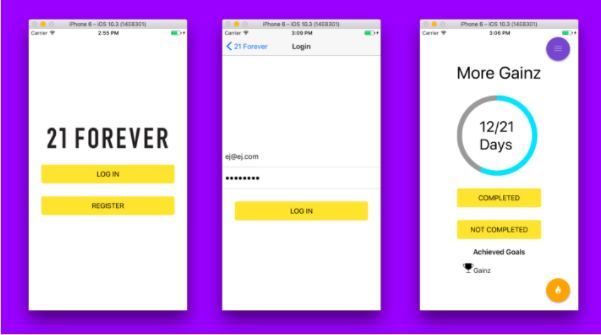 iPhone 6 – iOS 10.3 (14E8301)
Carrier
2:55 PM
21 FOREVER
LOG IN
REGISTER
iPhone 6 – iOS 10.3 (14E8301)
Carrier
3:09 PM
21 Forever
Login
ej@ej.com
••••••••
LOG IN
iPhone 6 – iOS 10.3 (14E8301)
Carrier
3:06 PM
More Gainz
12/21
Days
COMPLETED
NOT COMPLETED
Achieved Goals
Gainz